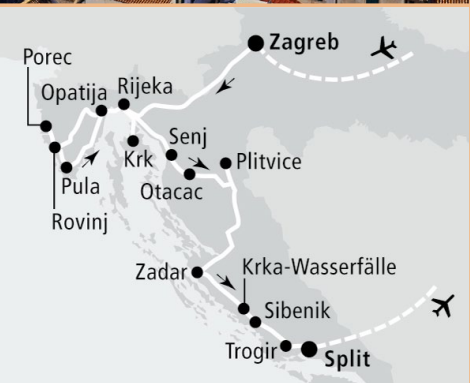 Zagreb
Porec
Opatija
Rijeka
Senj
Krk
Plitvice
Pula
Otacac
Rovinj
Zadar
Krka-Wasserfälle
Sibenik
Trogir
Split